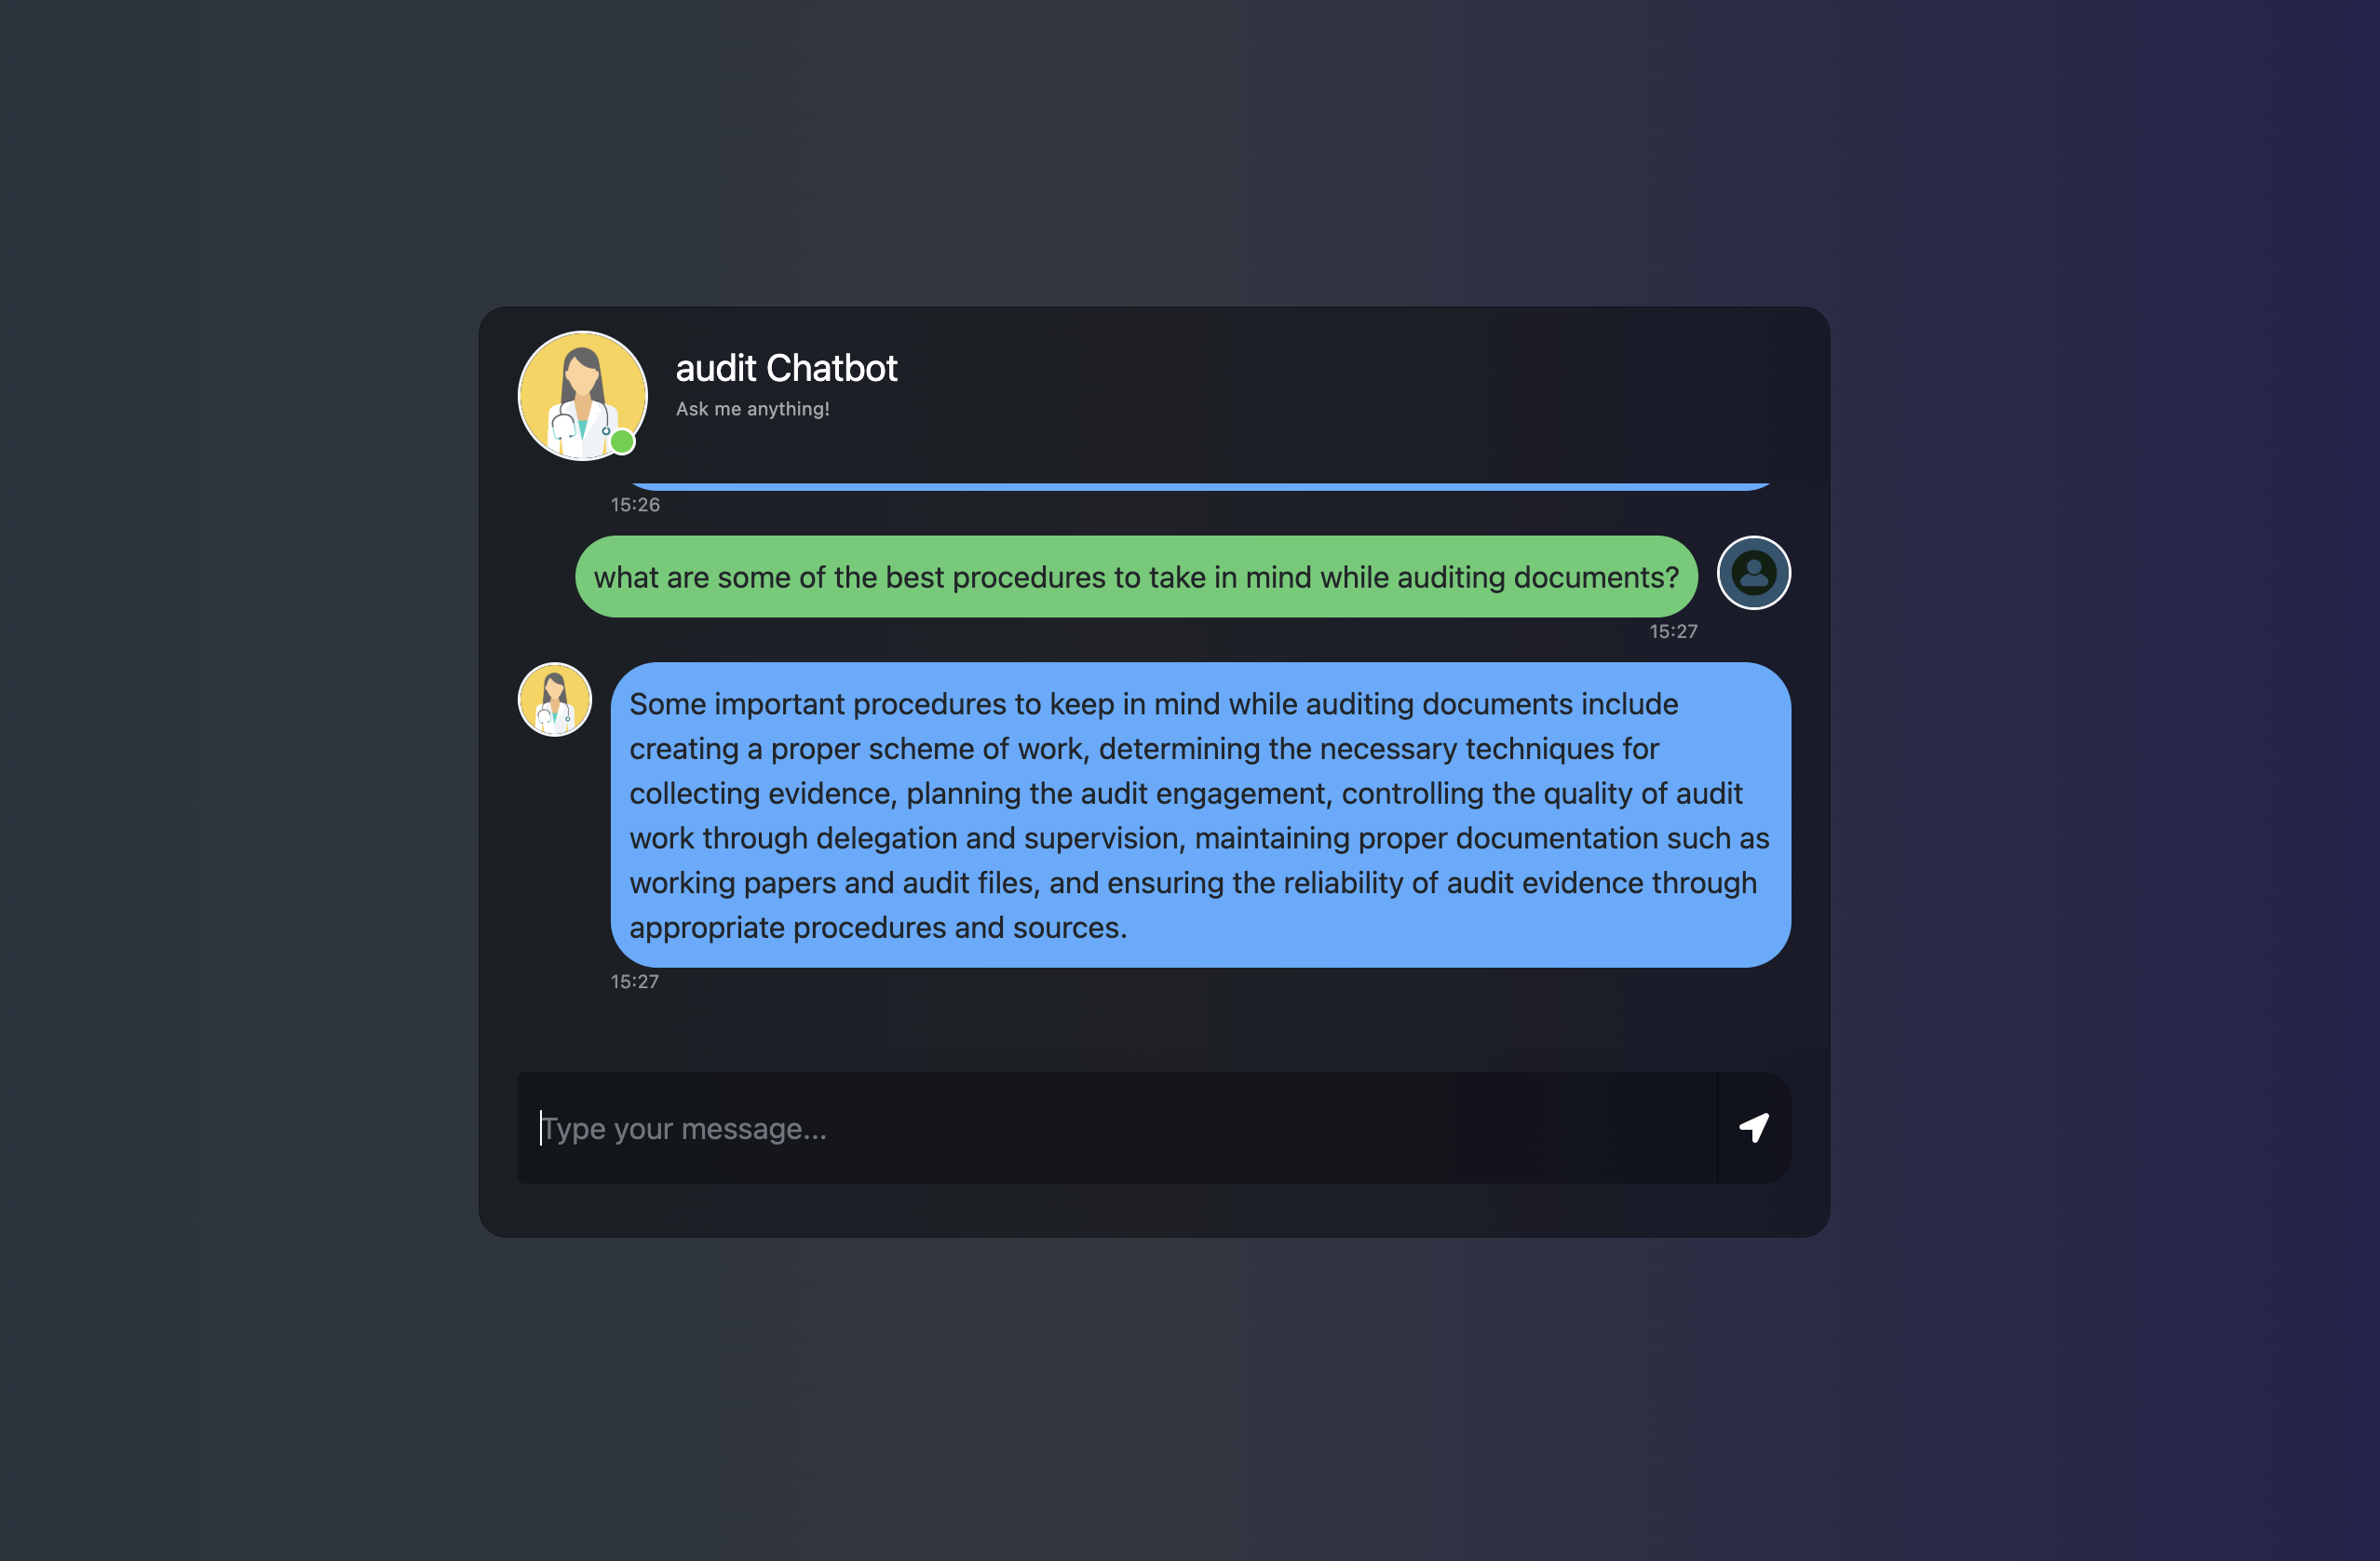 audit Chatbot
Ask me anything!
15:26
what are some of the best procedures to take in mind while auditing documents?
15:27
Some important procedures to keep in mind while auditing documents include
creating a proper scheme of work, determining the necessary techniques for
collecting evidence, planning the audit engagement, controlling the quality of audit
work through delegation and supervision, maintaining proper documentation such as
working papers and audit files, and ensuring the reliability of audit evidence through
appropriate procedures and sources.
15:27
Type your message...